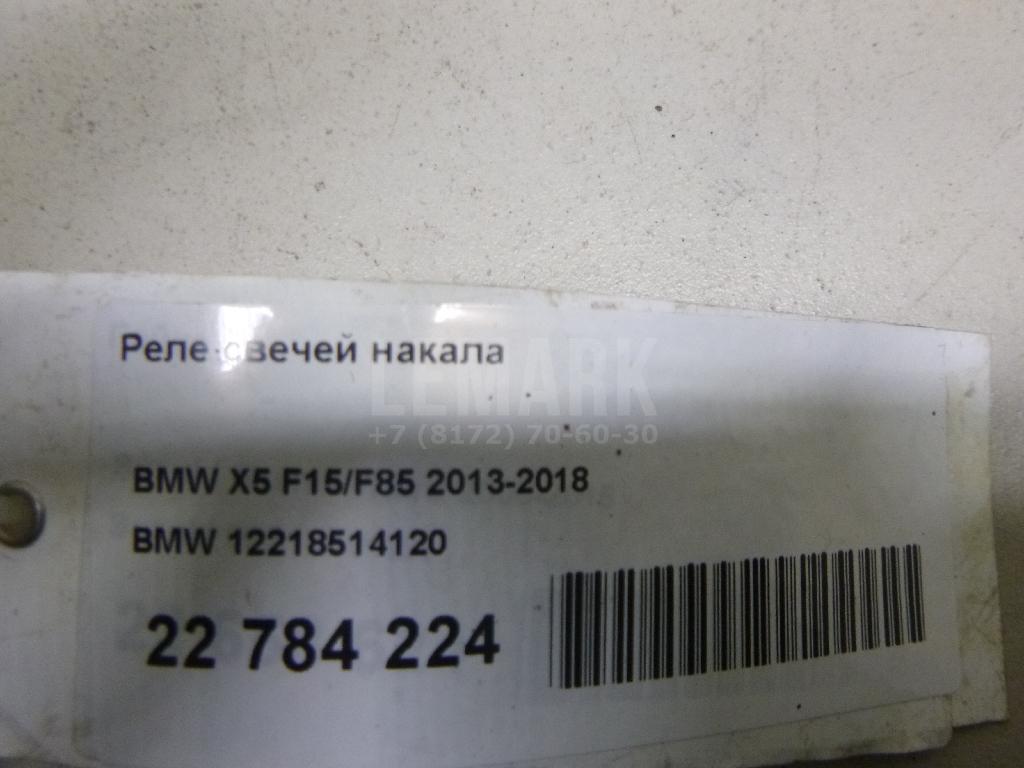 Реле свечей накала
LEMARK
+7 (8172) 70-60-30
BMW X5 F15/F85 2013-2018
BMW 12218514120
22 784 224